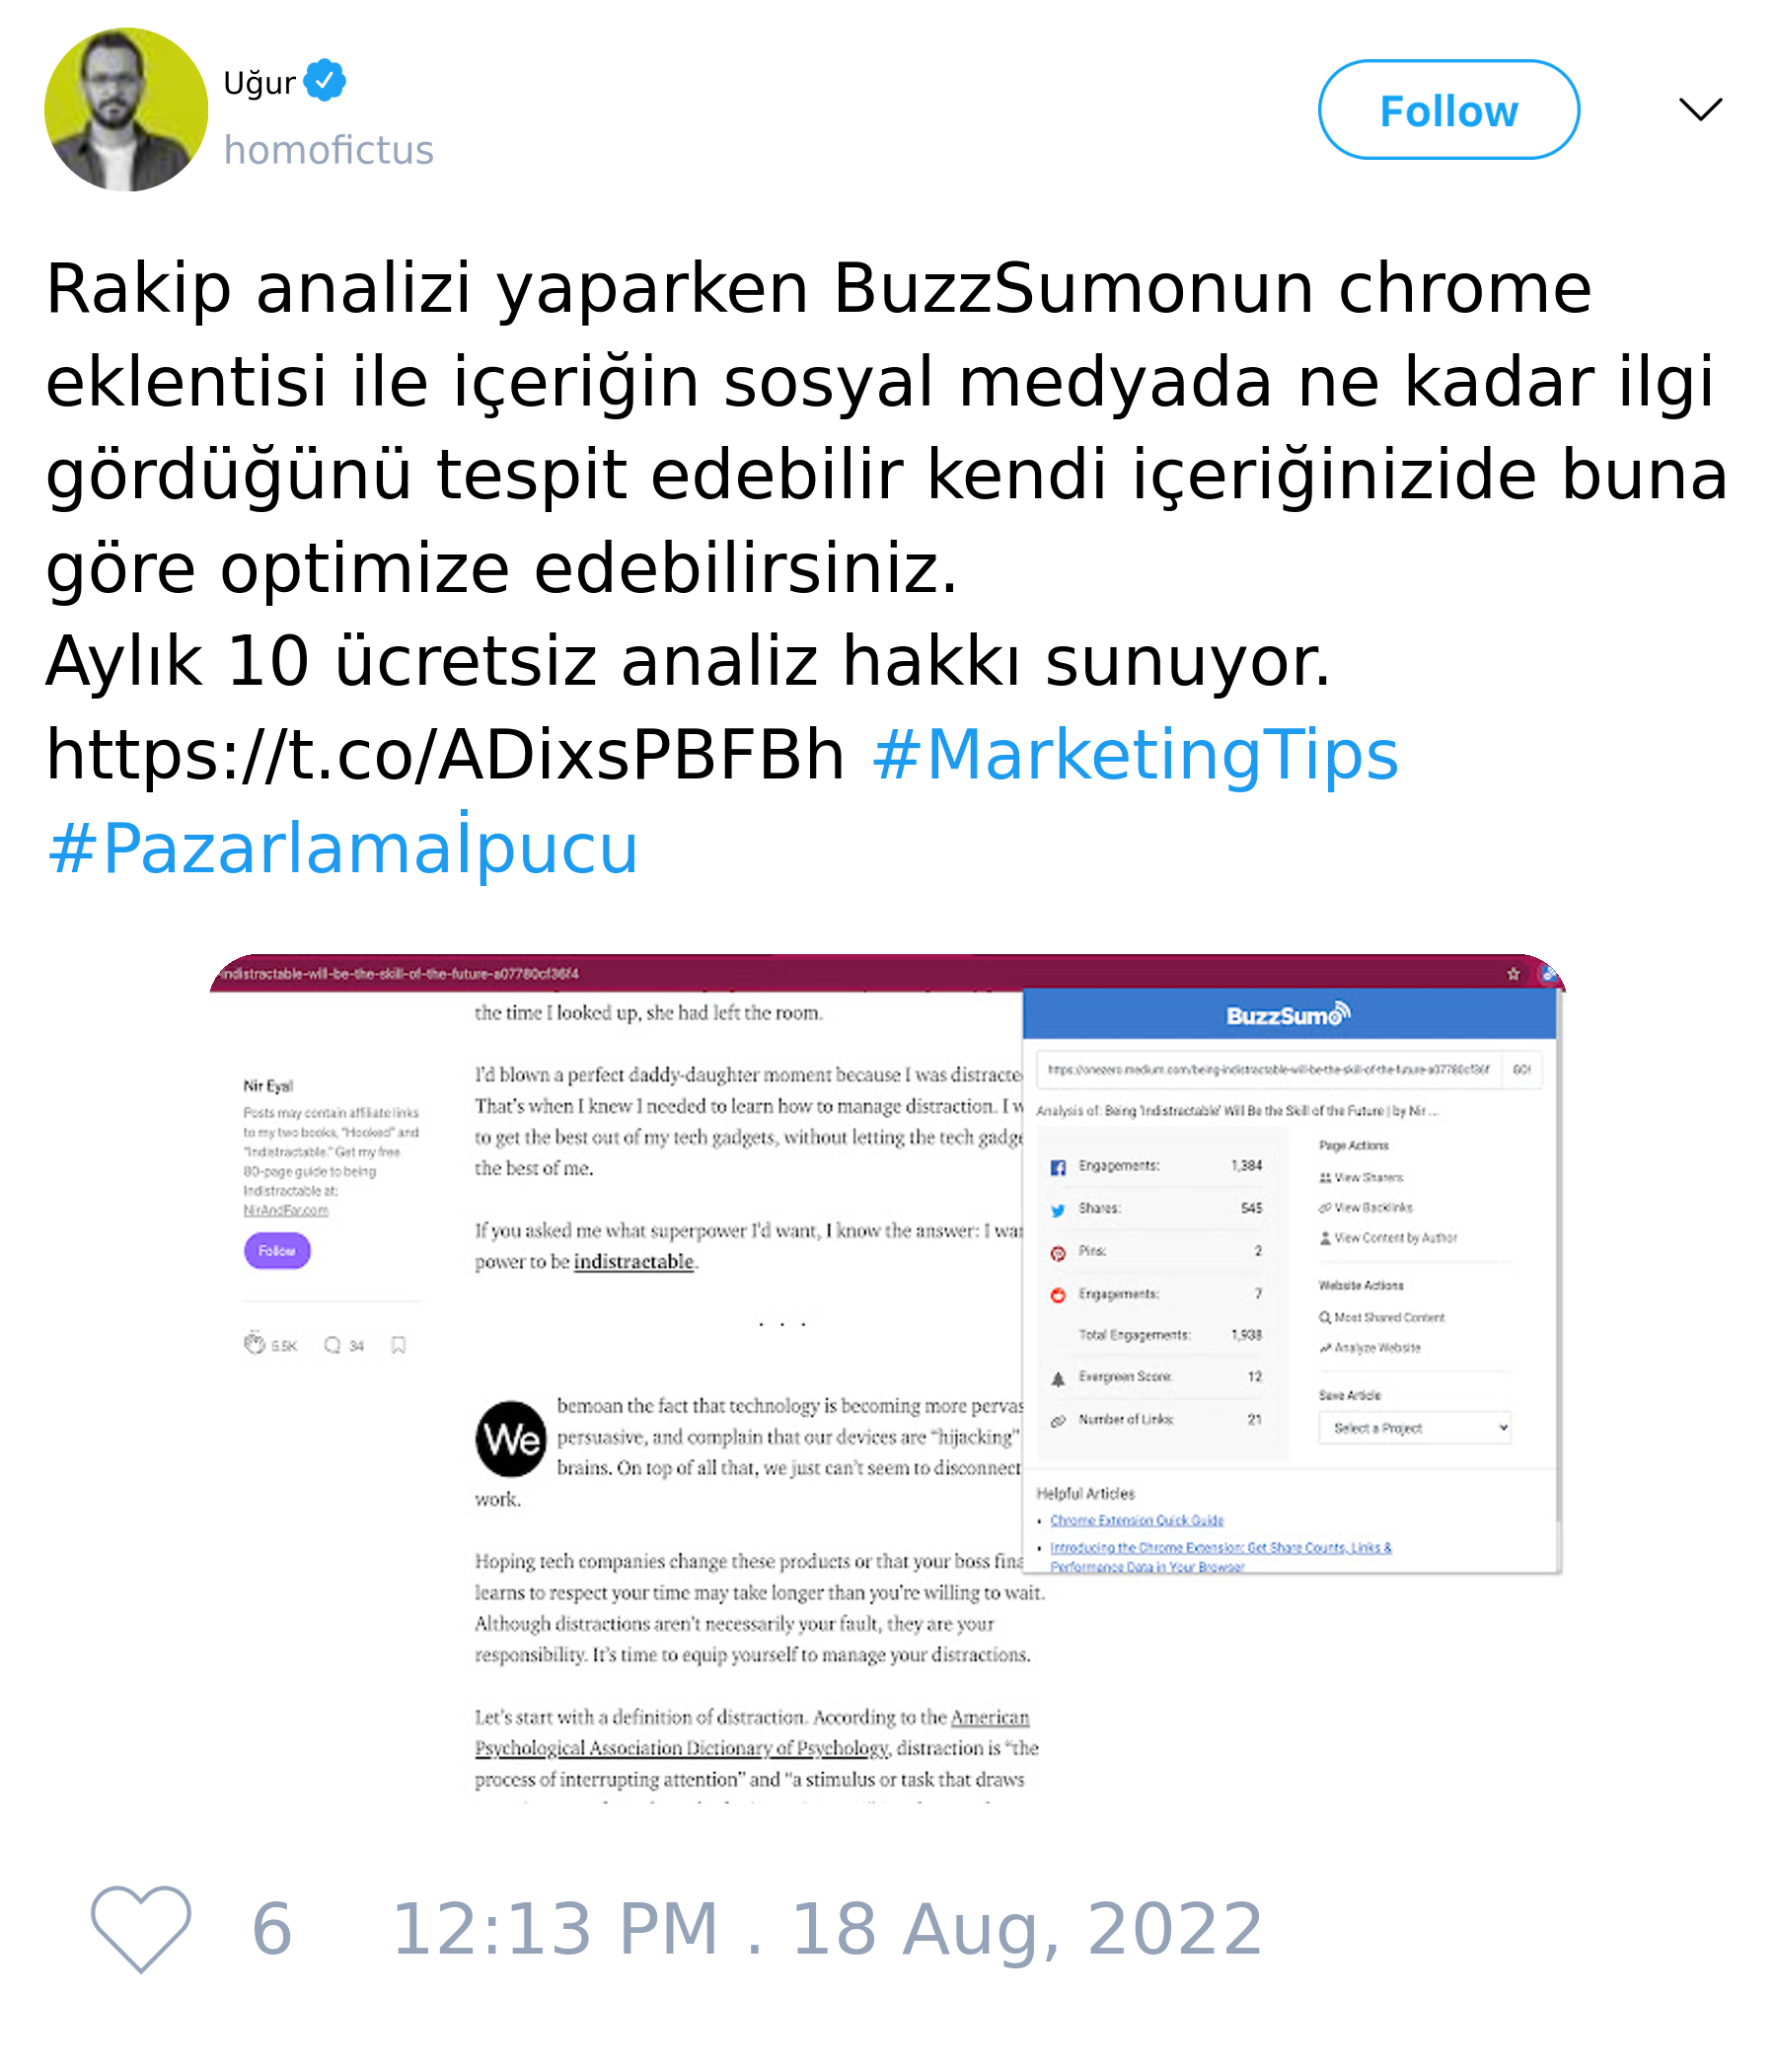 Uğur
homofictus
Follow
Rakip analizi yaparken BuzzSumonun chrome
eklentisi ile içeriğin sosyal medyada ne kadar ilgi
gördüğünü tespit edebilir kendi içeriğinizide buna
göre optimize edebilirsiniz.
Aylık 10 ücretsiz analiz hakkı sunuyor.
https://t.co/ADixsPBFBh #MarketingTips
#Pazarlamaİpucu
indistractable-will-be-the-skill-of-the-future-a07780cf36f4
Nir Eyal
Posts may contain affiliate links
to my two books, "Hooked" and
"Indistractable." Get my free
80-page guide to being
Indistractable at:
NirAndFar.com
Follow
5.5K 34
the time I looked up, she had left the room.
I'd blown a perfect daddy-daughter moment because I was distracte
That's when I knew I needed to learn how to manage distraction. I w
to get the best out of my tech gadgets, without letting the tech gadge
the best of me.
If you asked me what superpower I'd want, I know the answer: I wan
power to be indistractable.
. . .
We bemoan the fact that technology is becoming more pervas
persuasive, and complain that our devices are "hijacking"
brains. On top of all that, we just can't seem to disconnect
work.
Hoping tech companies change these products or that your boss fina
learns to respect your time may take longer than you're willing to wait.
Although distractions aren't necessarily your fault, they are your
responsibility. It's time to equip yourself to manage your distractions.
Let's start with a definition of distraction. According to the American
Psychological Association Dictionary of Psychology, distraction is "the
process of interrupting attention" and "a stimulus or task that draws
BuzzSumo
https://onezero.medium.com/being-indistractable-will-be-the-skill-of-the-future-a07780cf36f GO!
Analysis of: Being 'Indistractable' Will Be the Skill of the Future | by Nir ...
Engagements: 1,384
Shares: 545
Pins: 2
Engagements: 7
Total Engagements: 1,938
Evergreen Score: 12
Number of Links: 21
Page Actions
View Sharers
View Backlinks
View Content by Author
Website Actions
Most Shared Content
Analyze Website
Save Article
Select a Project
Helpful Articles
• Chrome Extension Quick Guide
• Introducing the Chrome Extension: Get Share Counts, Links &
Performance Data in Your Browser
6 12:13 PM . 18 Aug, 2022